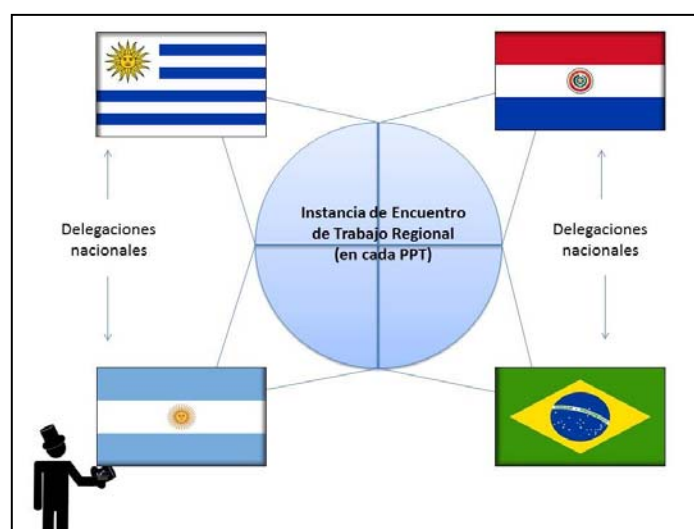 Instancia de Encuentro
de Trabajo Regional
(en cada PPT)
Delegaciones
nacionales
Delegaciones
nacionales